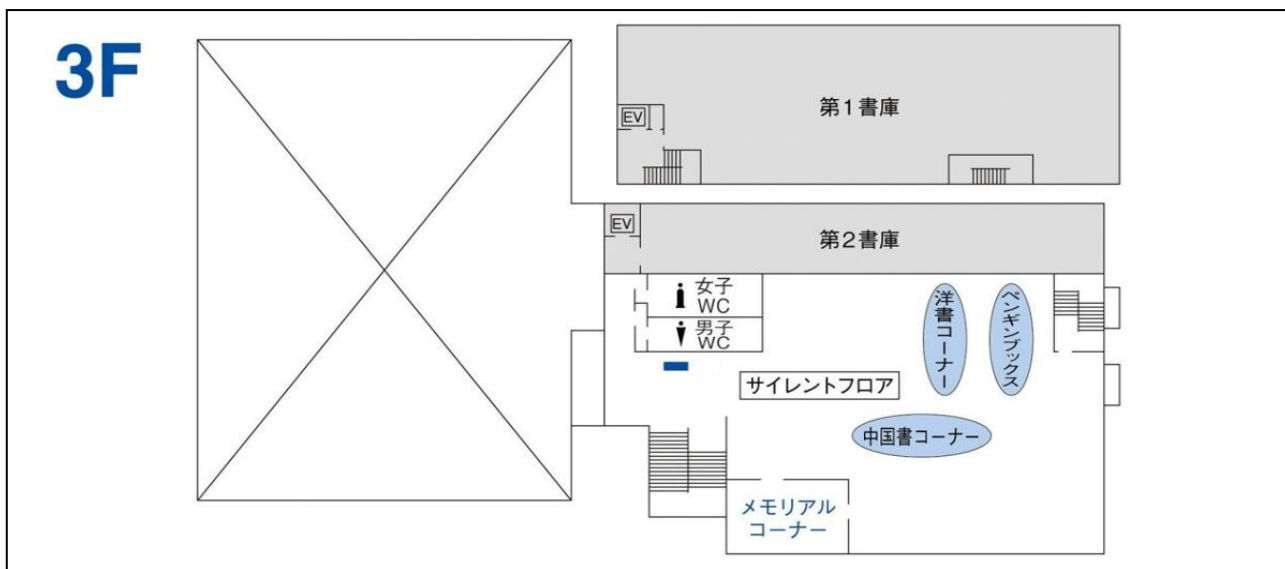 3F
第1書庫
EV
第2書庫
EV
女子
WC
男子
WC
洋書コーナー
ペンギンブックス
サイレントフロア
中国書コーナー
メモリアル
コーナー